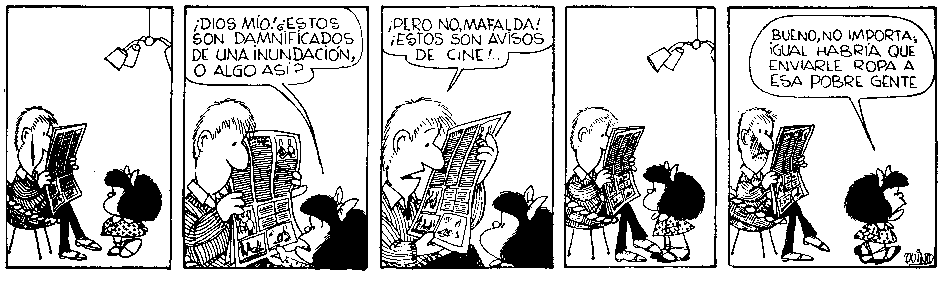 ¡DIOS MÍO! ¿ESTOS
SON DAMNIFICADOS
DE UNA INUNDACIÓN,
O ALGO ASÍ?
¡PERO NO, MAFALDA!
¡ESTOS SON AVISOS
DE CINE!..
BUENO, NO IMPORTA;
IGUAL HABRÍA QUE
ENVIARLE ROPA A
ESA POBRE GENTE
QUINO